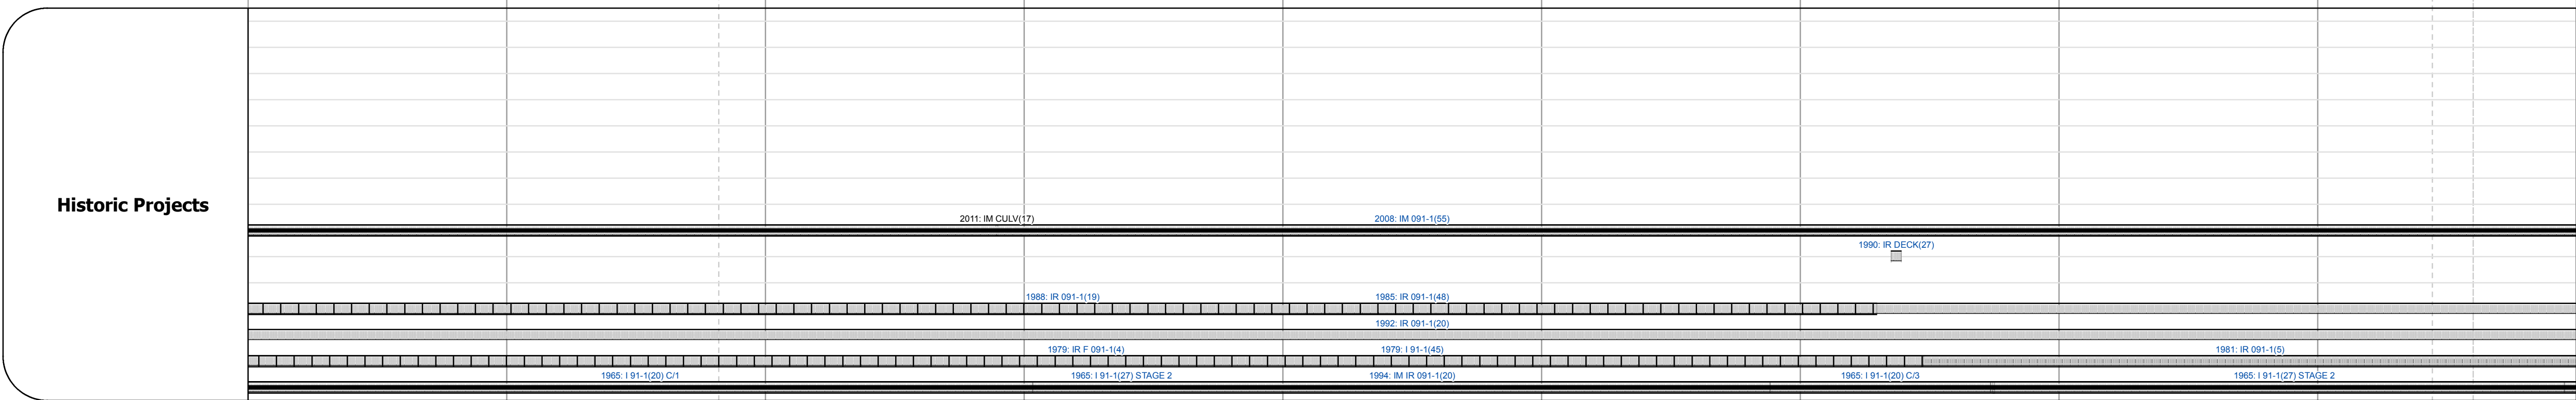 Historic Projects
2011: IM CULV(17)
2008: IM 091-1(55)
1990: IR DECK(27)
1988: IR 091-1(19)
1985: IR 091-1(48)
1992: IR 091-1(20)
1979: IR F 091-1(4)
1979: I 91-1(45)
1981: IR 091-1(5)
1965: I 91-1(20) C/1
1965: I 91-1(27) STAGE 2
1994: IM IR 091-1(20)
1965: I 91-1(20) C/3
1965: I 91-1(27) STAGE 2